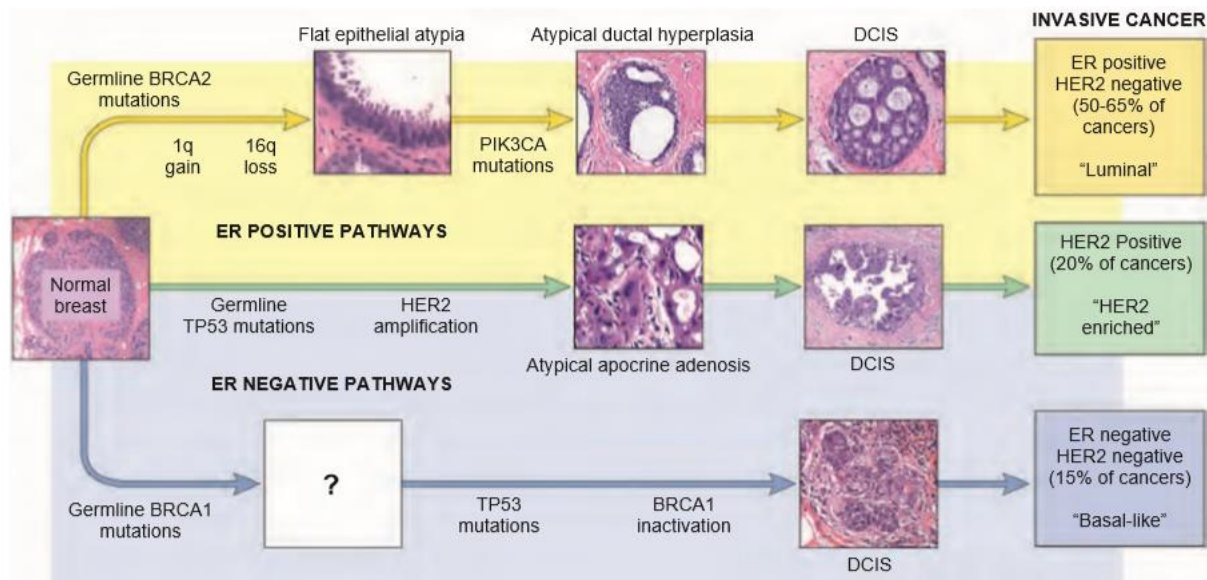 INVASIVE CANCER
Flat epithelial atypia
Atypical ductal hyperplasia
DCIS
Germline BRCA2
mutations
1q
gain
16q
loss
PIK3CA
mutations
ER positive
HER2 negative
(50-65% of
cancers)
“Luminal”
ER POSITIVE PATHWAYS
Normal
breast
Germline
TP53 mutations
HER2
amplification
Atypical apocrine adenosis
DCIS
HER2 Positive
(20% of cancers)
“HER2
enriched”
ER NEGATIVE PATHWAYS
Germline BRCA1
mutations
?
TP53
mutations
BRCA1
inactivation
DCIS
ER negative
HER2 negative
(15% of cancers)
“Basal-like”